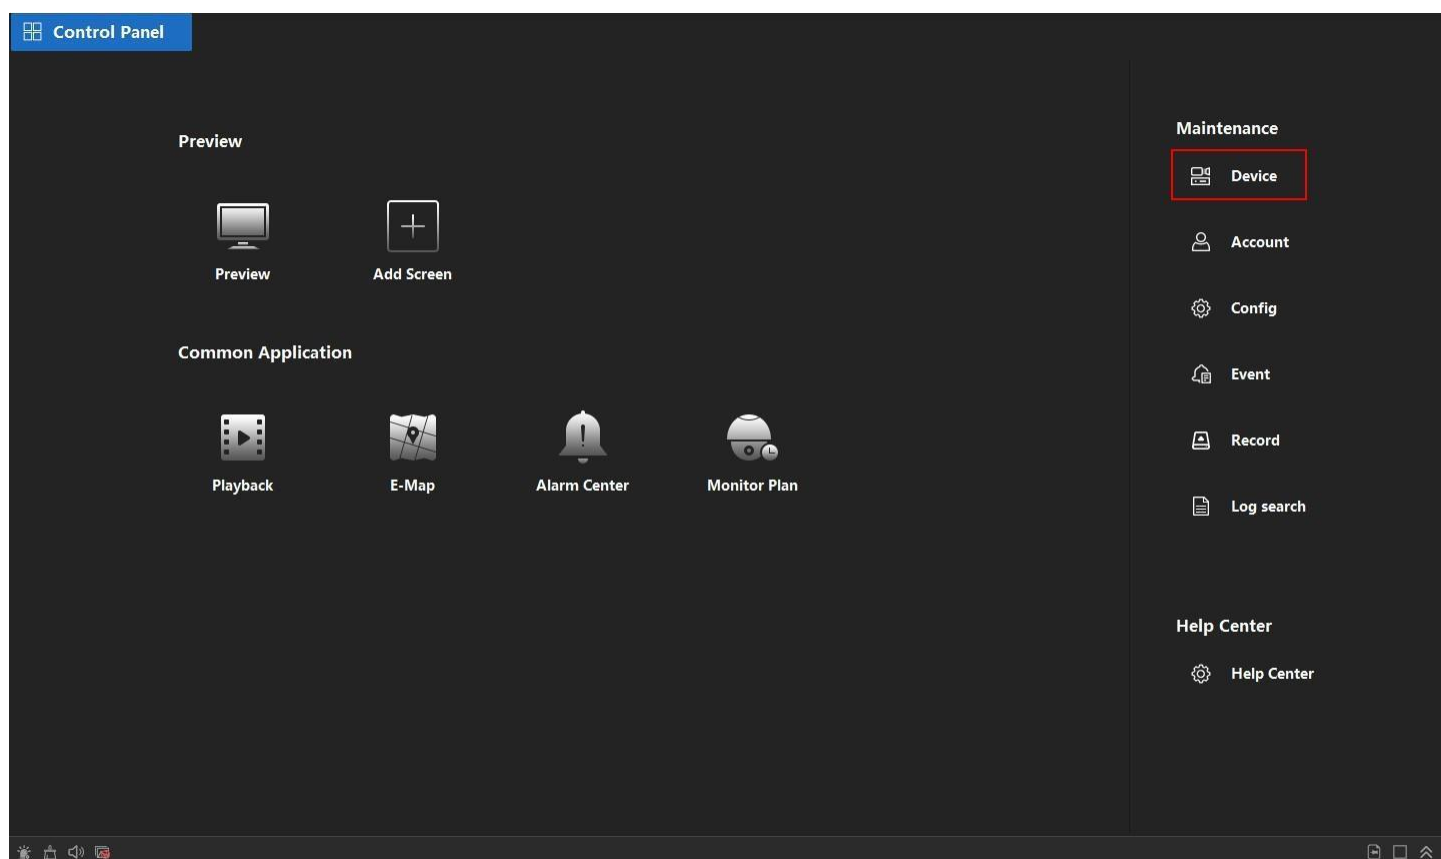 Control Panel
Preview
Preview
Add Screen
Common Application
Playback
E-Map
Alarm Center
Monitor Plan
Maintenance
Device
Account
Config
Event
Record
Log search
Help Center
Help Center